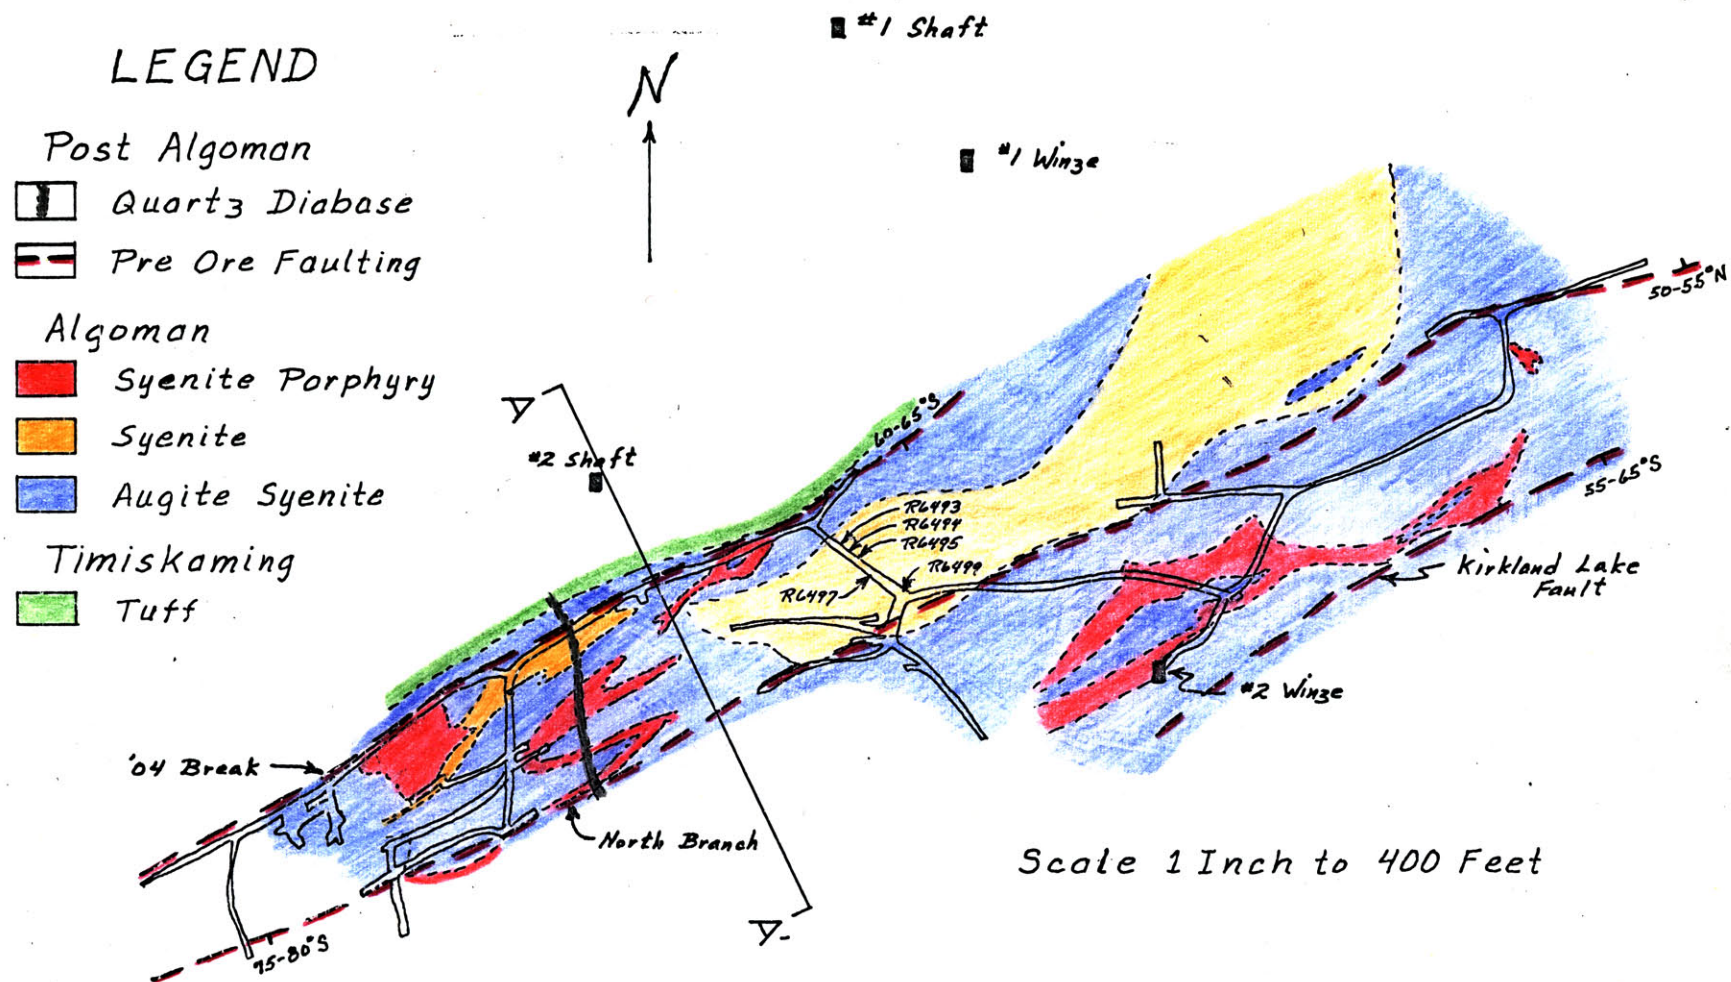 #1 Shaft
LEGEND
N
Post Algoman
#1 Winze
Quartz Diabase
Pre Ore Faulting
50-55°N
Algoman
Syenite Porphyry
A
60-65°S
Syenite
#2 Shaft
55-65°S
Augite Syenite
R6493
R6494
R6495
Timiskaming
R6499
Kirkland Lake
Fault
R6497
Tuff
#2 Winze
'04 Break
North Branch
Scale 1 Inch to 400 Feet
A-
75-80°S